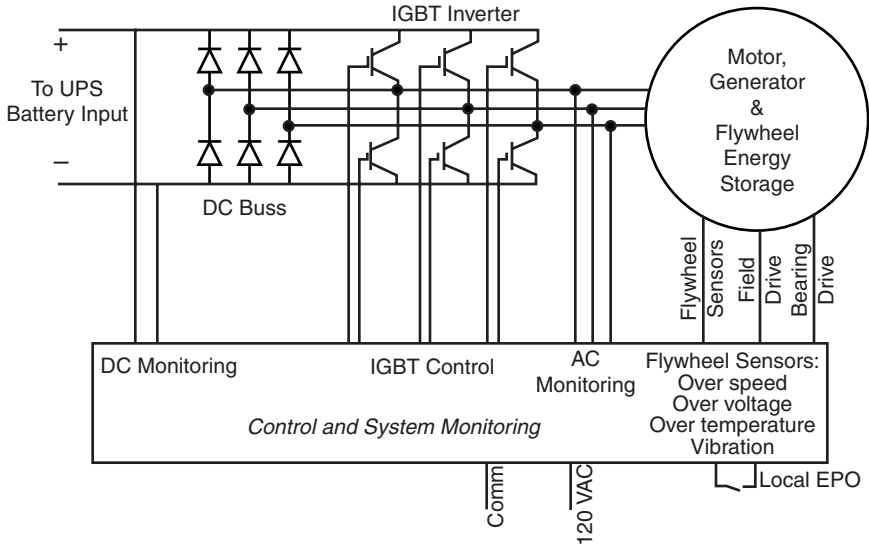 IGBT Inverter
+
To UPS
Battery Input
–
DC Buss
Motor,
Generator
&
Flywheel
Energy
Storage
Flywheel
Sensors
Field
Drive
Bearing
Drive
DC Monitoring
IGBT Control
AC
Monitoring
Flywheel Sensors:
Over speed
Over voltage
Over temperature
Vibration
Control and System Monitoring
Comm
120 VAC
Local EPO